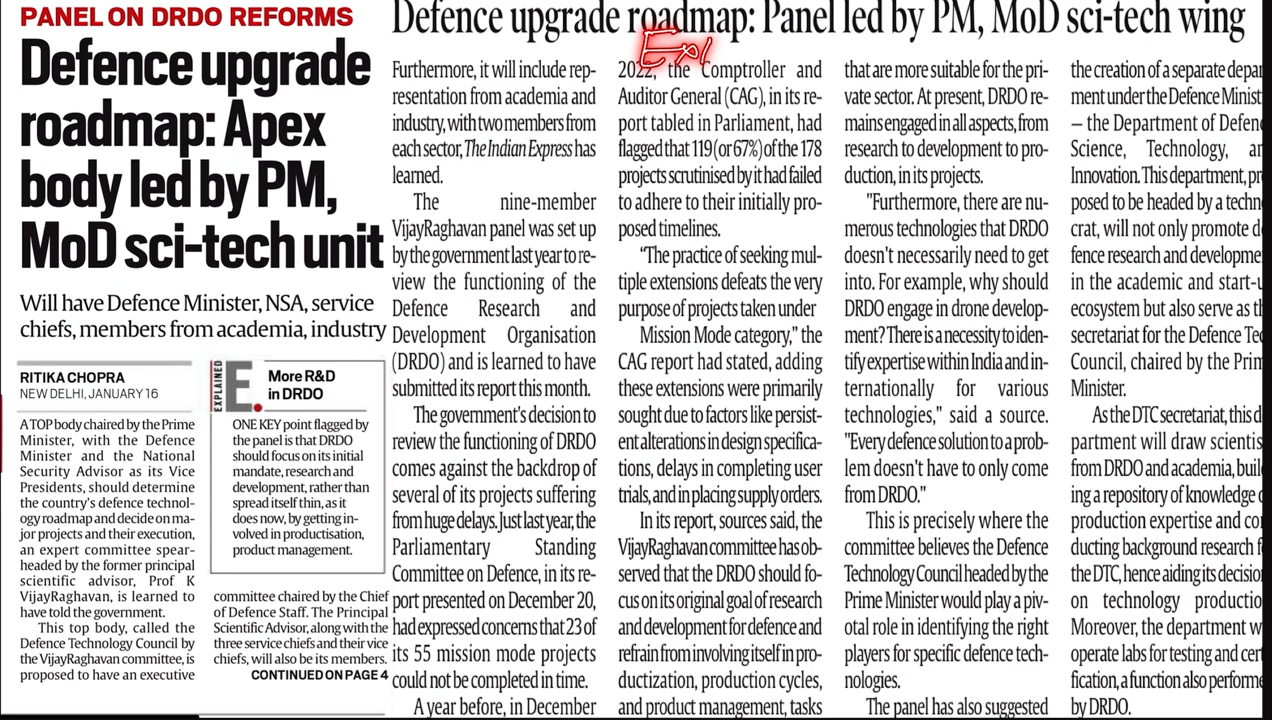 PANEL ON DRDO REFORMS
Defence upgrade
roadmap: Apex
body led by PM,
MoD sci-tech unit
Will have Defence Minister, NSA, service
chiefs, members from academia, industry
RITIKA CHOPRA
NEW DELHI, JANUARY 16
A TOP body chaired by the Prime
Minister, with the Defence
Minister and the National
Security Advisor as its Vice
Presidents, should determine
the country's defence technol-
ogy roadmap and decide on ma-
jor projects and their execution,
an expert committee spear-
headed by the former principal
scientific advisor, Prof K
VijayRaghavan, is learned to
have told the government.
This top body, called the
Defence Technology Council by
the VijayRaghavan committee, is
proposed to have an executive
EXPLAINED
E.
More R&D
in DRDO
ONE KEY point flagged by
the panel is that DRDO
should focus on its initial
mandate, research and
development, rather than
spread itself thin, as it
does now, by getting in-
volved in productisation,
product management.
committee chaired by the Chief
of Defence Staff. The Principal
Scientific Advisor, along with the
three service chiefs and their vice
chiefs, will also be its members.
CONTINUED ON PAGE 4
Defence upgrade roadmap: Panel led by PM, MoD sci-tech wing
Furthermore, it will include rep-
resentation from academia and
industry, with two members from
each sector, The Indian Express has
learned.
The nine-member
VijayRaghavan panel was set up
by the government last year to re-
view the functioning of the
Defence Research and
Development Organisation
(DRDO) and is learned to have
submitted its report this month.
The government's decision to
review the functioning of DRDO
comes against the backdrop of
several of its projects suffering
from huge delays. Just last year, the
Parliamentary Standing
Committee on Defence, in its re-
port presented on December 20,
had expressed concerns that 23 of
its 55 mission mode projects
could not be completed in time.
A year before, in December
Exp
2022, the Comptroller and
Auditor General (CAG), in its re-
port tabled in Parliament, had
flagged that 119 (or 67%) of the 178
projects scrutinised by it had failed
to adhere to their initially pro-
posed timelines.
"The practice of seeking mul-
tiple extensions defeats the very
purpose of projects taken under
Mission Mode category," the
CAG report had stated, adding
these extensions were primarily
sought due to factors like persist-
ent alterations in design specifica-
tions, delays in completing user
trials, and in placing supply orders.
In its report, sources said, the
VijayRaghavan committee has ob-
served that the DRDO should fo-
cus on its original goal of research
and development for defence and
refrain from involving itself in pro-
ductization, production cycles,
and product management, tasks
that are more suitable for the pri-
vate sector. At present, DRDO re-
mains engaged in all aspects, from
research to development to pro-
duction, in its projects.
"Furthermore, there are nu-
merous technologies that DRDO
doesn't necessarily need to get
into. For example, why should
DRDO engage in drone develop-
ment? There is a necessity to iden-
tify expertise within India and in-
ternationally for various
technologies," said a source.
"Every defence solution to a prob-
lem doesn't have to only come
from DRDO."
This is precisely where the
committee believes the Defence
Technology Council headed by the
Prime Minister would play a piv-
otal role in identifying the right
players for specific defence tech-
nologies.
The panel has also suggested
the creation of a separate depar
ment under the Defence Minist
— the Department of Defenc
Science, Technology, an
Innovation. This department, pr
posed to be headed by a techn
crat, will not only promote d
fence research and developme
in the academic and start-u
ecosystem but also serve as th
secretariat for the Defence Tec
Council, chaired by the Prim
Minister.
As the DTC secretariat, this d
partment will draw scientis
from DRDO and academia, buil
ing a repository of knowledge o
production expertise and con
ducting background research f
the DTC, hence aiding its decision
on technology productio
Moreover, the department w
operate labs for testing and cert
fication, a function also performe
by DRDO.